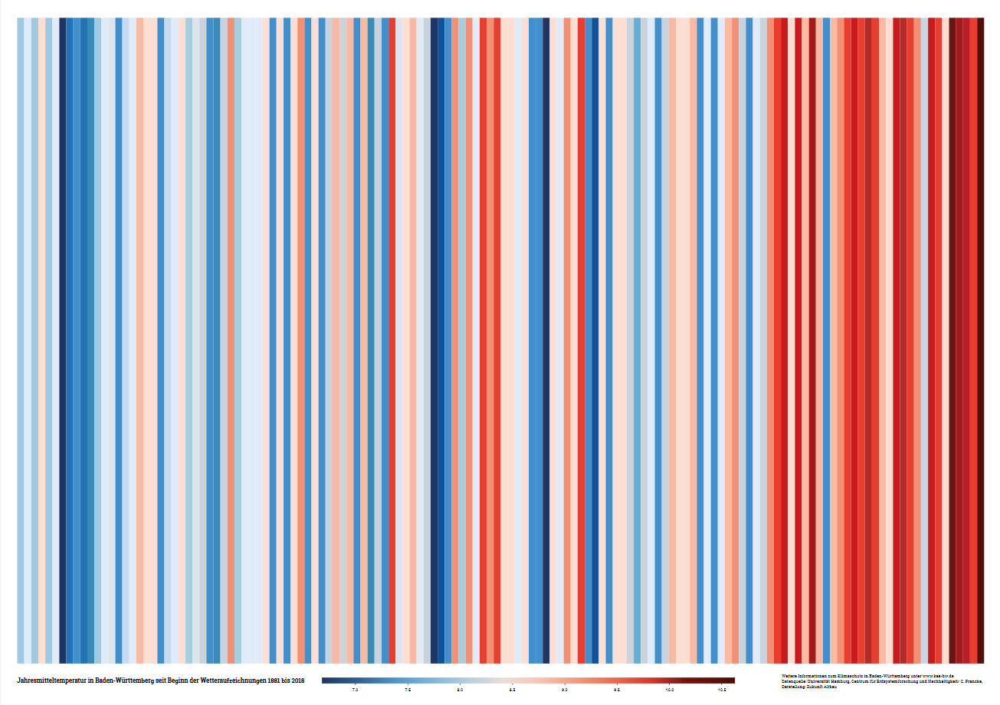 Jahresmitteltemperatur in Baden-Württemberg seit Beginn der Wetteraufzeichnungen 1881 bis 2018
7.0 7.5 8.0 8.5 9.0 9.5 10.0 10.5
Weitere Informationen zum Klimaschutz in Baden-Württemberg unter www.kea-bw.de
Datenquelle: Universität Hamburg, Centrum für Erdsystemforschung und Nachhaltigkeit/ C. Franzke,
Darstellung: Zukunft Altbau